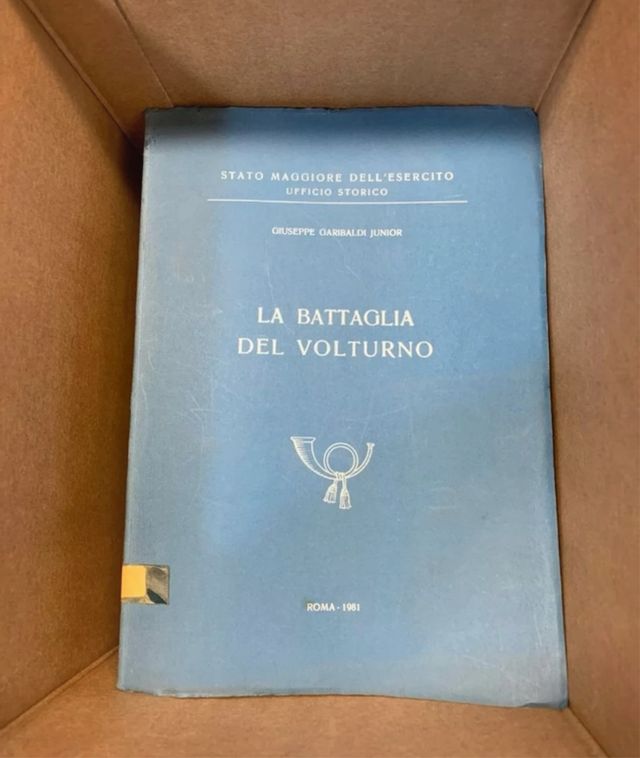 STATO MAGGIORE DELL'ESERCITO
UFFICIO STORICO
GIUSEPPE GARIBALDI JUNIOR
LA BATTAGLIA
DEL VOLTURNO
ROMA - 1981